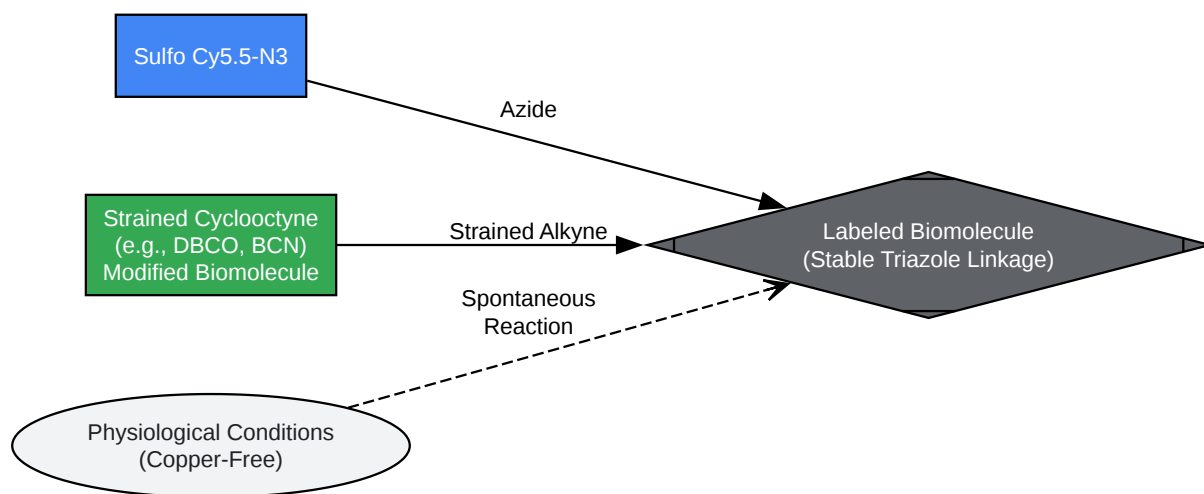 Sulfo Cy5.5-N3
Azide
Strained Cyclooctyne
(e.g., DBCO, BCN)
Modified Biomolecule
Strained Alkyne
Labeled Biomolecule
(Stable Triazole Linkage)
Spontaneous
Reaction
Physiological Conditions
(Copper-Free)